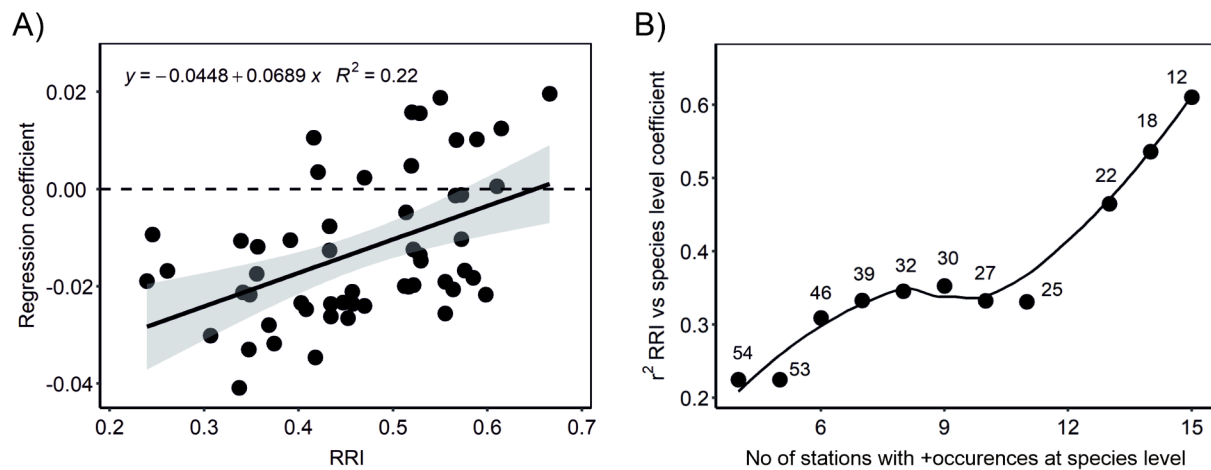 A)
y = −0.0448 + 0.0689 x R² = 0.22
0.02
0.00
-0.02
-0.04
Regression coefficient
0.2 0.3 0.4 0.5 0.6 0.7
RRI
B)
12
18
22
46 39 32 30 27 25
54 53
0.6
0.5
0.4
0.3
0.2
r² RRI vs species level coefficient
6 9 12 15
No of stations with +occurences at species level